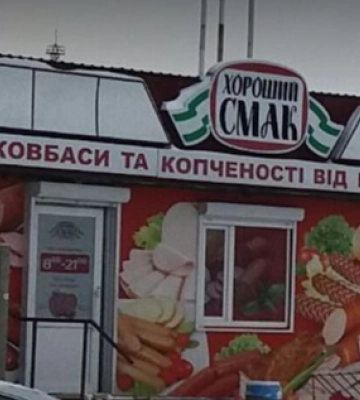 ХОРОШИЙ
СМАК
КОВБАСИ ТА КОПЧЕНОСТІ ВІД
8⁰⁰-21⁰⁰